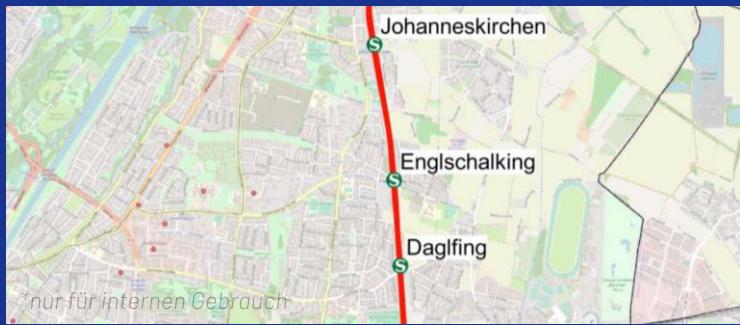 Johanneskirchen
S
Englschalking
S
Daglfing
S
*nur für internen Gebrauch